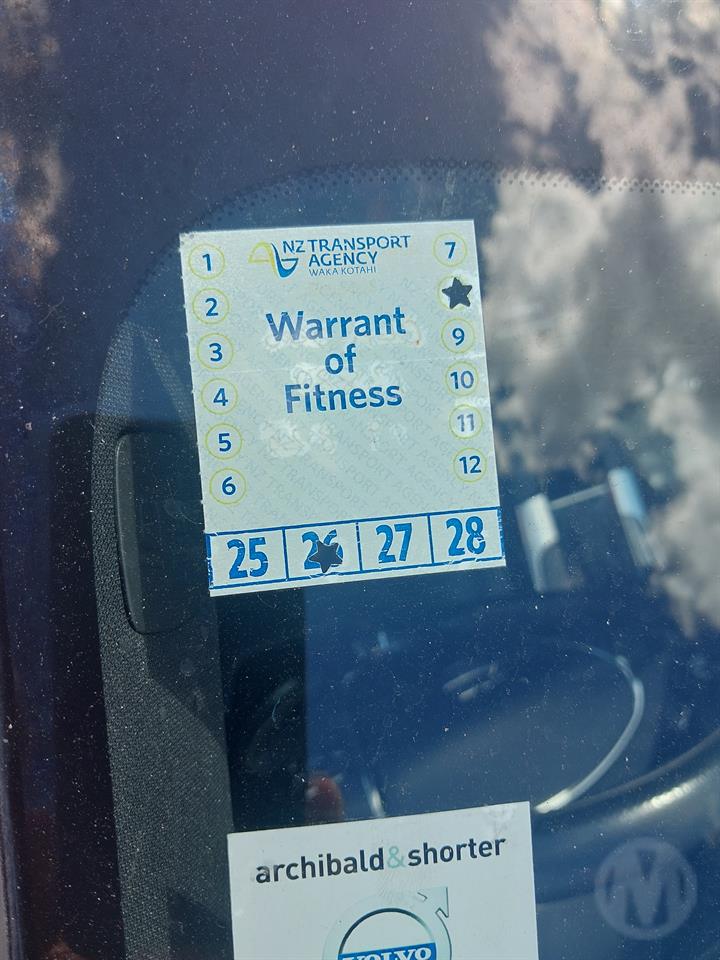 NZ TRANSPORT
AGENCY
WAKA KOTAHI
Warrant
of
Fitness
1
2
3
4
5
6
7
9
10
11
12
25 26 27 28
archibald&shorter
VOLVO
M